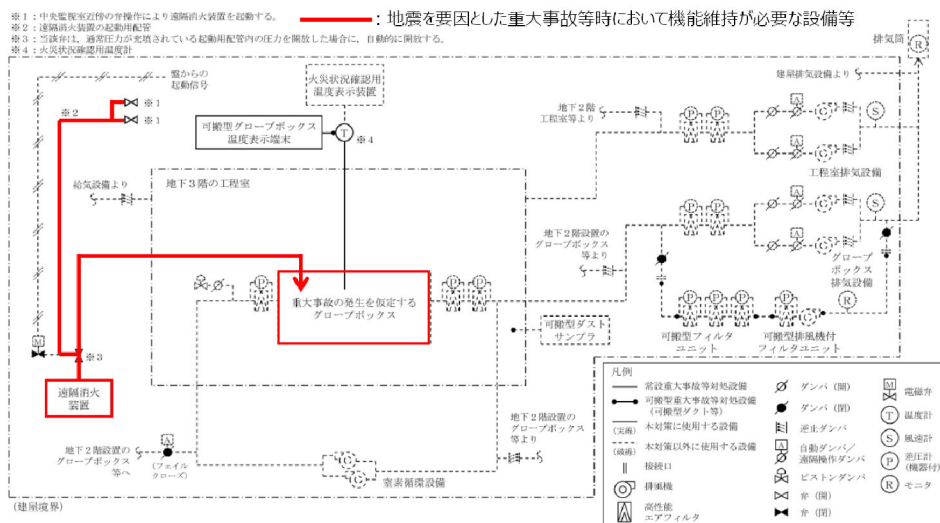 ※1：中央監視室近傍の弁操作により遠隔消火装置を起動する。
※2：遠隔消火装置の起動用配管
※3：当該弁は，通常圧力が充填されている起動用配管内の圧力を開放した場合に，自動的に開放する。
※4：火災状況確認用温度計
：地震を要因とした重大事故等時において機能維持が必要な設備等
排気筒
R
盤からの
起動信号
※1
※2
※1
火災状況確認用
温度表示装置
可搬型グローブボックス
温度表示端末
T
※4
建屋排気設備より
地下2階
工程室等より
P
P
A
C
A
C
S
工程室排気設備
給気設備より
地下3階の工程室
地下2階設置の
グローブボックス
等より
P
P
A
C
A
C
S
グローブ
ボックス
排気設備
R
P
重大事故の発生を仮定する
グローブボックス
P
P
P
P
P
P
C
可搬型フィルタ
ユニット
可搬型排風機付
フィルタユニット
可搬型ダスト
サンプラ
M
※3
遠隔消火
装置
地下2階設置の
グローブボックス
等へ
A
(フェイル
クローズ)
C
C
窒素循環設備
地下2階設置の
グローブボックス
等より
(建屋境界)
凡例
常設重大事故等対処設備
可搬型重大事故等対処設備
(可搬型ダクト等)
(実線)
本対策に使用する設備
(破線)
本対策以外に使用する設備
接続口
排風機
高性能
エアフィルタ
ダンパ（開）
ダンパ（閉）
逆止ダンパ
A
自動ダンパ/
遠隔操作ダンパ
ピストンダンパ
弁（開）
弁（閉）
M
電磁弁
T
温度計
S
風速計
P
差圧計
(機器付)
R
モニタ